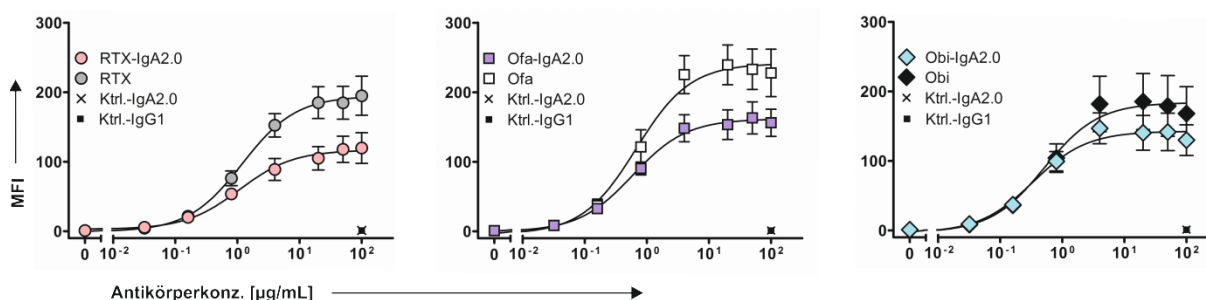 300
200
100
0
MFI
RTX-IgA2.0
RTX
Ktrl.-IgA2.0
Ktrl.-IgG1
0 10⁻² 10⁻¹ 10⁰ 10¹ 10²
300
200
100
0
Ofa-IgA2.0
Ofa
Ktrl.-IgA2.0
Ktrl.-IgG1
0 10⁻² 10⁻¹ 10⁰ 10¹ 10²
300
200
100
0
Obi-IgA2.0
Obi
Ktrl.-IgA2.0
Ktrl.-IgG1
0 10⁻² 10⁻¹ 10⁰ 10¹ 10²
Antikörperkonz. [µg/mL]